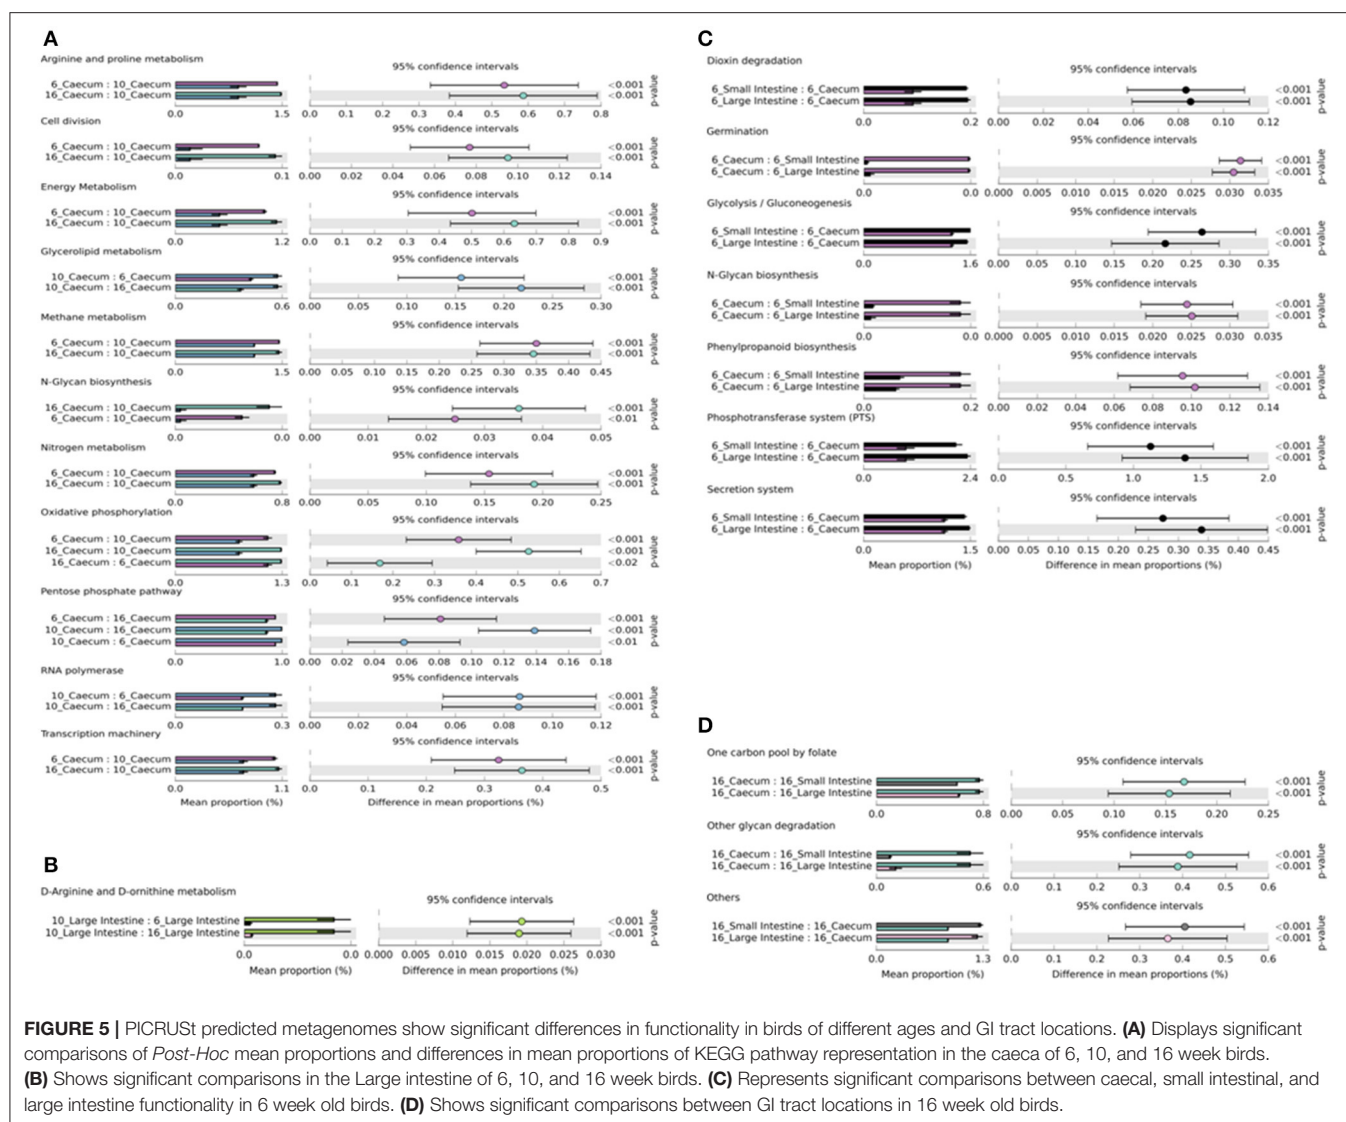 A
Arginine and proline metabolism
95% confidence intervals
6_Caecum : 10_Caecum
<0.001
16_Caecum : 10_Caecum
<0.001
p-value
0.0 1.5 0.0 0.1 0.2 0.3 0.4 0.5 0.6 0.7 0.8
Cell division
95% confidence intervals
6_Caecum : 10_Caecum
<0.001
16_Caecum : 10_Caecum
<0.001
p-value
0.0 0.1 0.00 0.02 0.04 0.06 0.08 0.10 0.12 0.14
Energy Metabolism
95% confidence intervals
6_Caecum : 10_Caecum
<0.001
16_Caecum : 10_Caecum
<0.001
p-value
0.0 1.2 0.0 0.1 0.2 0.3 0.4 0.5 0.6 0.7 0.8 0.9
Glycerolipid metabolism
95% confidence intervals
10_Caecum : 6_Caecum
<0.001
10_Caecum : 16_Caecum
<0.001
p-value
0.0 0.6 0.00 0.05 0.10 0.15 0.20 0.25 0.30
Methane metabolism
95% confidence intervals
6_Caecum : 10_Caecum
<0.001
16_Caecum : 10_Caecum
<0.001
p-value
0.0 1.5 0.00 0.05 0.10 0.15 0.20 0.25 0.30 0.35 0.40 0.45
N-Glycan biosynthesis
95% confidence intervals
16_Caecum : 10_Caecum
<0.001
6_Caecum : 10_Caecum
<0.01
p-value
0.0 0.0 0.00 0.01 0.02 0.03 0.04 0.05
Nitrogen metabolism
95% confidence intervals
6_Caecum : 10_Caecum
<0.001
16_Caecum : 10_Caecum
<0.001
p-value
0.0 0.8 0.00 0.05 0.10 0.15 0.20 0.25
Oxidative phosphorylation
95% confidence intervals
6_Caecum : 10_Caecum
<0.001
16_Caecum : 10_Caecum
<0.001
16_Caecum : 6_Caecum
<0.02
p-value
0.0 1.3 0.0 0.1 0.2 0.3 0.4 0.5 0.6 0.7
Pentose phosphate pathway
95% confidence intervals
6_Caecum : 16_Caecum
<0.001
10_Caecum : 16_Caecum
<0.001
10_Caecum : 6_Caecum
<0.01
p-value
0.0 1.0 0.00 0.02 0.04 0.06 0.08 0.10 0.12 0.14 0.16 0.18
RNA polymerase
95% confidence intervals
10_Caecum : 6_Caecum
<0.001
10_Caecum : 16_Caecum
<0.001
p-value
0.0 0.3 0.00 0.02 0.04 0.06 0.08 0.10 0.12
Transcription machinery
95% confidence intervals
6_Caecum : 10_Caecum
<0.001
16_Caecum : 10_Caecum
<0.001
p-value
0.0 1.1 0.0 0.1 0.2 0.3 0.4 0.5
Mean proportion (%) Difference in mean proportions (%)
B
D-Arginine and D-ornithine metabolism
95% confidence intervals
10_Large Intestine : 6_Large Intestine
<0.001
10_Large Intestine : 16_Large Intestine
<0.001
p-value
0.0 0.0 0.000 0.005 0.010 0.015 0.020 0.025 0.030
Mean proportion (%) Difference in mean proportions (%)
C
Dioxin degradation
95% confidence intervals
6_Small Intestine : 6_Caecum
<0.001
6_Large Intestine : 6_Caecum
<0.001
p-value
0.0 0.2 0.00 0.02 0.04 0.06 0.08 0.10 0.12
Germination
95% confidence intervals
6_Caecum : 6_Small Intestine
<0.001
6_Caecum : 6_Large Intestine
<0.001
p-value
0.0 0.0 0.000 0.005 0.010 0.015 0.020 0.025 0.030 0.035
Glycolysis / Gluconeogenesis
95% confidence intervals
6_Small Intestine : 6_Caecum
<0.001
6_Large Intestine : 6_Caecum
<0.001
p-value
0.0 1.6 0.00 0.05 0.10 0.15 0.20 0.25 0.30 0.35
N-Glycan biosynthesis
95% confidence intervals
6_Caecum : 6_Small Intestine
<0.001
6_Caecum : 6_Large Intestine
<0.001
p-value
0.0 0.0 0.000 0.005 0.010 0.015 0.020 0.025 0.030 0.035
Phenylpropanoid biosynthesis
95% confidence intervals
6_Caecum : 6_Small Intestine
<0.001
6_Caecum : 6_Large Intestine
<0.001
p-value
0.0 0.2 0.00 0.02 0.04 0.06 0.08 0.10 0.12 0.14
Phosphotransferase system (PTS)
95% confidence intervals
6_Small Intestine : 6_Caecum
<0.001
6_Large Intestine : 6_Caecum
<0.001
p-value
0.0 2.4 0.0 0.5 1.0 1.5 2.0
Secretion system
95% confidence intervals
6_Small Intestine : 6_Caecum
<0.001
6_Large Intestine : 6_Caecum
<0.001
p-value
0.0 1.5 0.00 0.05 0.10 0.15 0.20 0.25 0.30 0.35 0.40 0.45
Mean proportion (%) Difference in mean proportions (%)
D
One carbon pool by folate
95% confidence intervals
16_Caecum : 16_Small Intestine
<0.001
16_Caecum : 16_Large Intestine
<0.001
p-value
0.0 0.8 0.00 0.05 0.10 0.15 0.20 0.25
Other glycan degradation
95% confidence intervals
16_Caecum : 16_Small Intestine
<0.001
16_Caecum : 16_Large Intestine
<0.001
p-value
0.0 0.6 0.0 0.1 0.2 0.3 0.4 0.5 0.6
Others
95% confidence intervals
16_Small Intestine : 16_Caecum
<0.001
16_Large Intestine : 16_Caecum
<0.001
p-value
0.0 1.3 0.0 0.1 0.2 0.3 0.4 0.5 0.6
Mean proportion (%) Difference in mean proportions (%)
FIGURE 5 | PICRUSt predicted metagenomes show significant differences in functionality in birds of different ages and GI tract locations. (A) Displays significant
comparisons of Post-Hoc mean proportions and differences in mean proportions of KEGG pathway representation in the caeca of 6, 10, and 16 week birds.
(B) Shows significant comparisons in the Large intestine of 6, 10, and 16 week birds. (C) Represents significant comparisons between caecal, small intestinal, and
large intestine functionality in 6 week old birds. (D) Shows significant comparisons between GI tract locations in 16 week old birds.